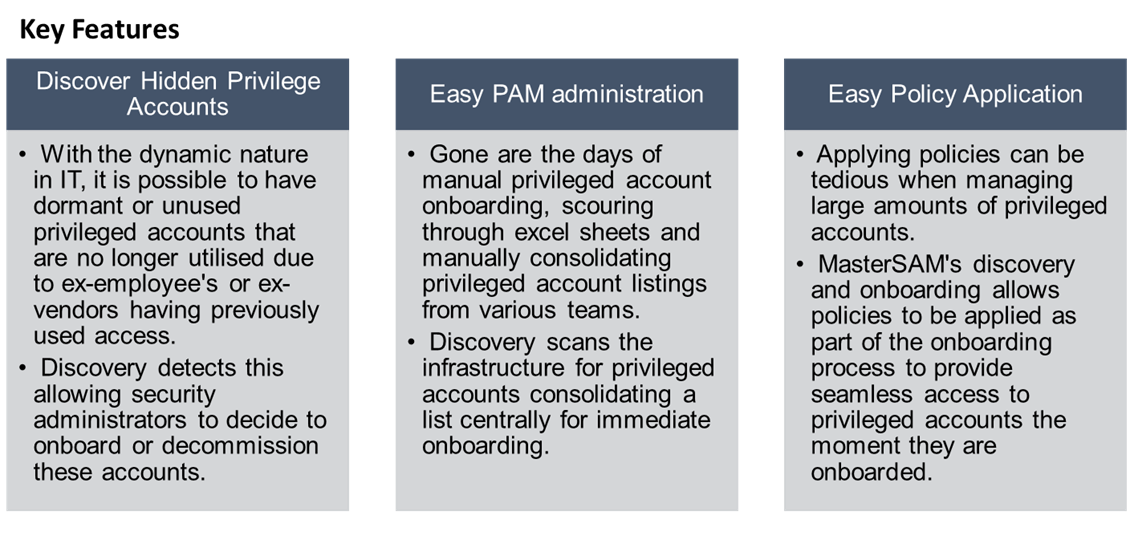 Key Features
Discover Hidden Privilege
Accounts
• With the dynamic nature
in IT, it is possible to have
dormant or unused
privileged accounts that
are no longer utilised due
to ex-employee's or ex-
vendors having previously
used access.
• Discovery detects this
allowing security
administrators to decide to
onboard or decommission
these accounts.
Easy PAM administration
• Gone are the days of
manual privileged account
onboarding, scouring
through excel sheets and
manually consolidating
privileged account listings
from various teams.
• Discovery scans the
infrastructure for privileged
accounts consolidating a
list centrally for immediate
onboarding.
Easy Policy Application
• Applying policies can be
tedious when managing
large amounts of privileged
accounts.
• MasterSAM's discovery
and onboarding allows
policies to be applied as
part of the onboarding
process to provide
seamless access to
privileged accounts the
moment they are
onboarded.